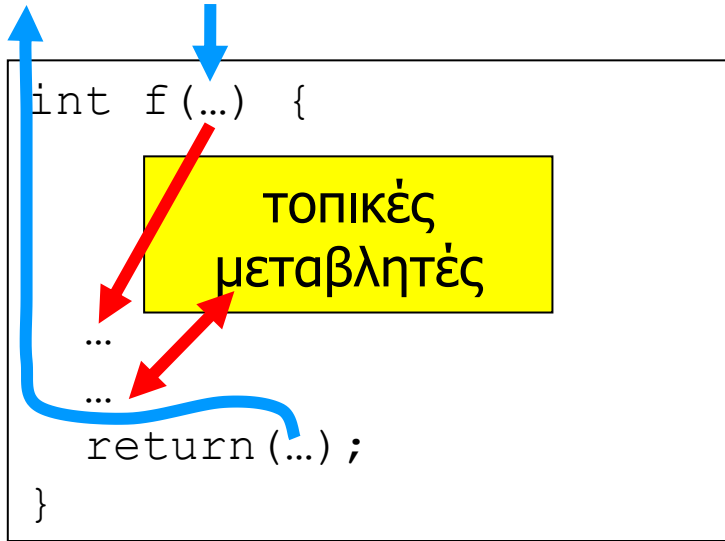 int f(…) {
τοπικές
μεταβλητές
…
…
return(…);
}